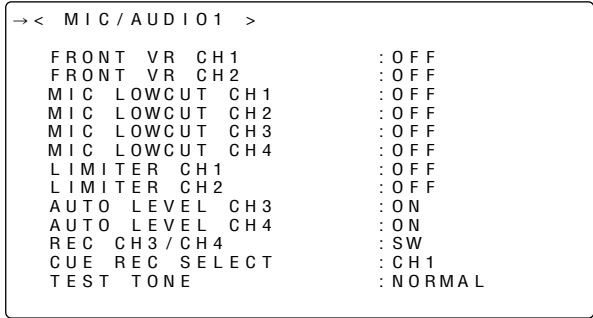 →< MIC/AUDIO1 >
FRONT VR CH1 :OFF
FRONT VR CH2 :OFF
MIC LOWCUT CH1 :OFF
MIC LOWCUT CH2 :OFF
MIC LOWCUT CH3 :OFF
MIC LOWCUT CH4 :OFF
LIMITER CH1 :OFF
LIMITER CH2 :OFF
AUTO LEVEL CH3 :ON
AUTO LEVEL CH4 :ON
REC CH3/CH4 :SW
CUE REC SELECT :CH1
TEST TONE :NORMAL